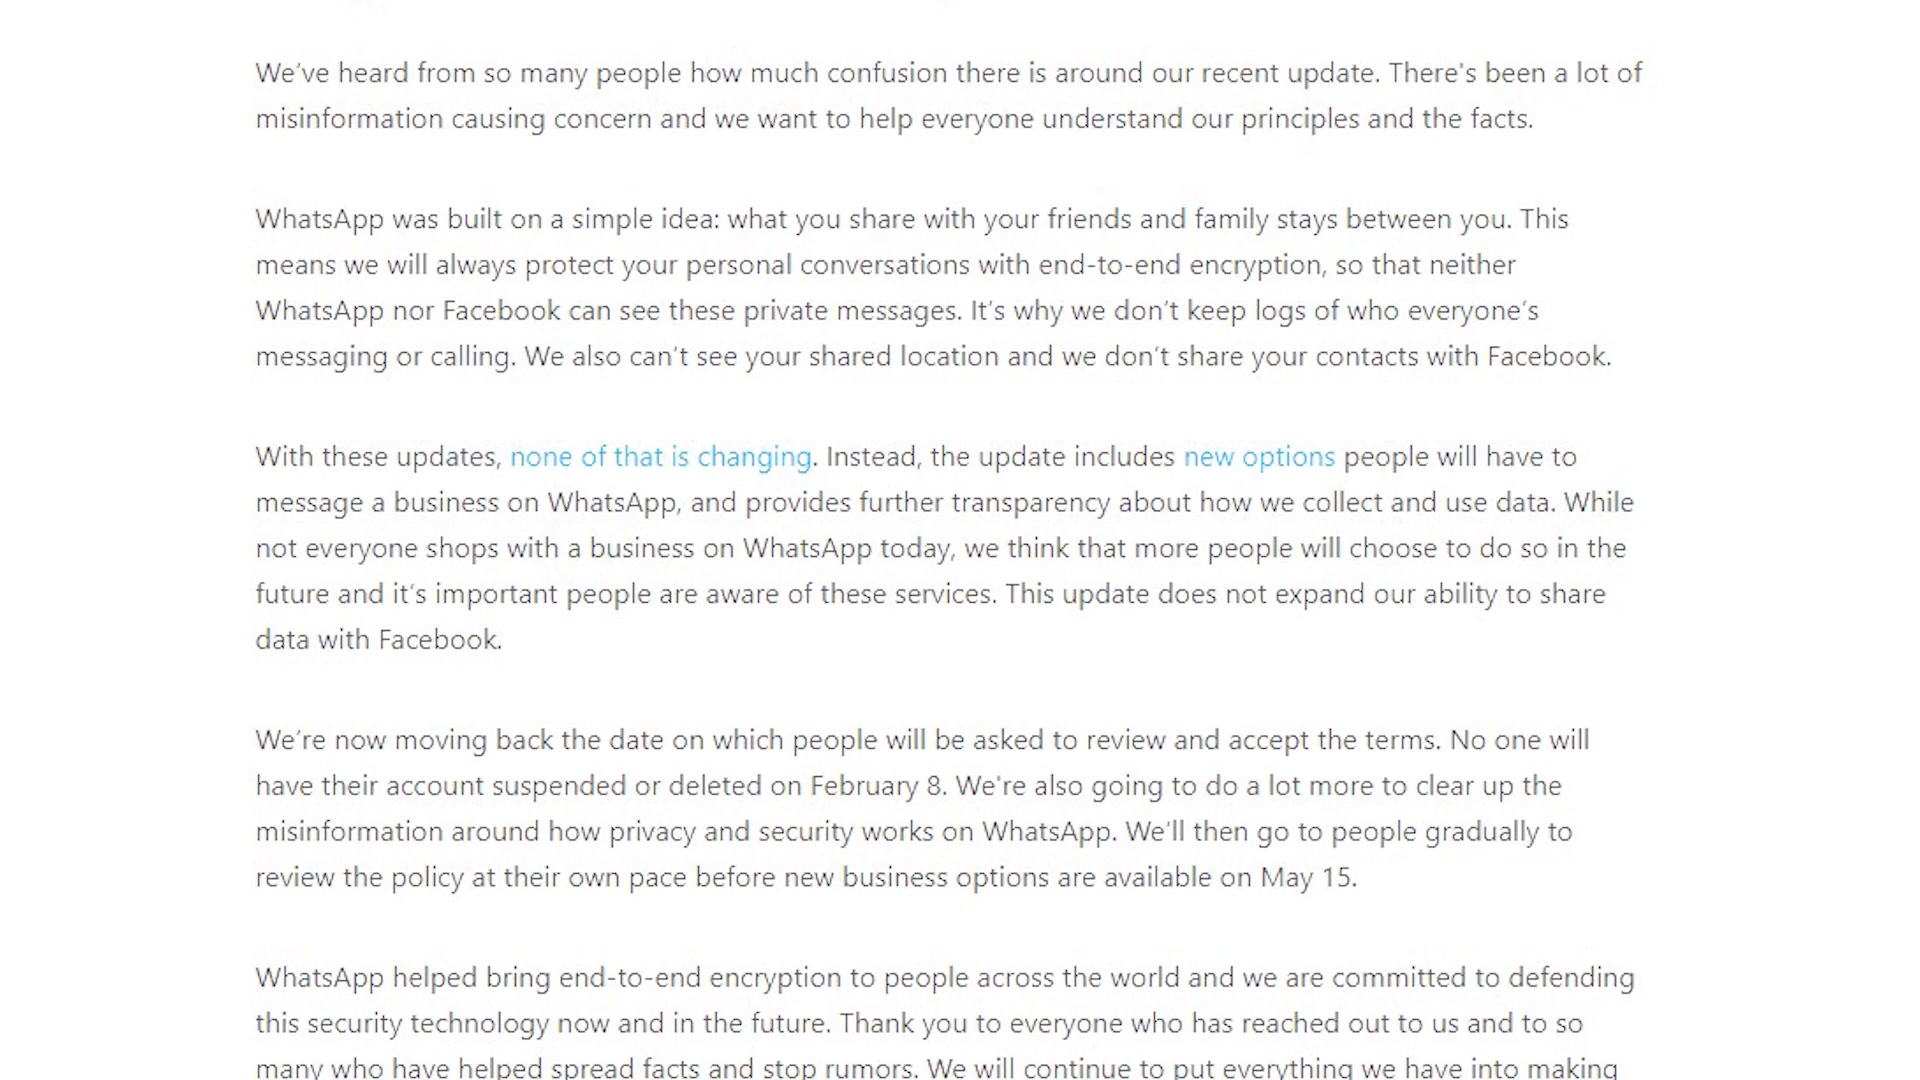 We’ve heard from so many people how much confusion there is around our recent update. There's been a lot of
misinformation causing concern and we want to help everyone understand our principles and the facts.
WhatsApp was built on a simple idea: what you share with your friends and family stays between you. This
means we will always protect your personal conversations with end-to-end encryption, so that neither
WhatsApp nor Facebook can see these private messages. It’s why we don’t keep logs of who everyone’s
messaging or calling. We also can’t see your shared location and we don’t share your contacts with Facebook.
With these updates, none of that is changing. Instead, the update includes new options people will have to
message a business on WhatsApp, and provides further transparency about how we collect and use data. While
not everyone shops with a business on WhatsApp today, we think that more people will choose to do so in the
future and it’s important people are aware of these services. This update does not expand our ability to share
data with Facebook.
We’re now moving back the date on which people will be asked to review and accept the terms. No one will
have their account suspended or deleted on February 8. We're also going to do a lot more to clear up the
misinformation around how privacy and security works on WhatsApp. We’ll then go to people gradually to
review the policy at their own pace before new business options are available on May 15.
WhatsApp helped bring end-to-end encryption to people across the world and we are committed to defending
this security technology now and in the future. Thank you to everyone who has reached out to us and to so
many who have helped spread facts and stop rumors. We will continue to put everything we have into making